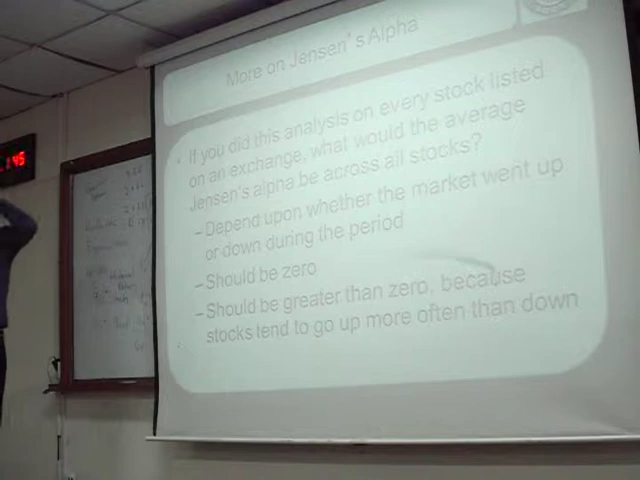 More on Jensen's Alpha
• If you did this analysis on every stock listed
on an exchange, what would the average
Jensen's alpha be across all stocks?
– Depend upon whether the market went up
or down during the period
– Should be zero
– Should be greater than zero, because
stocks tend to go up more often than down